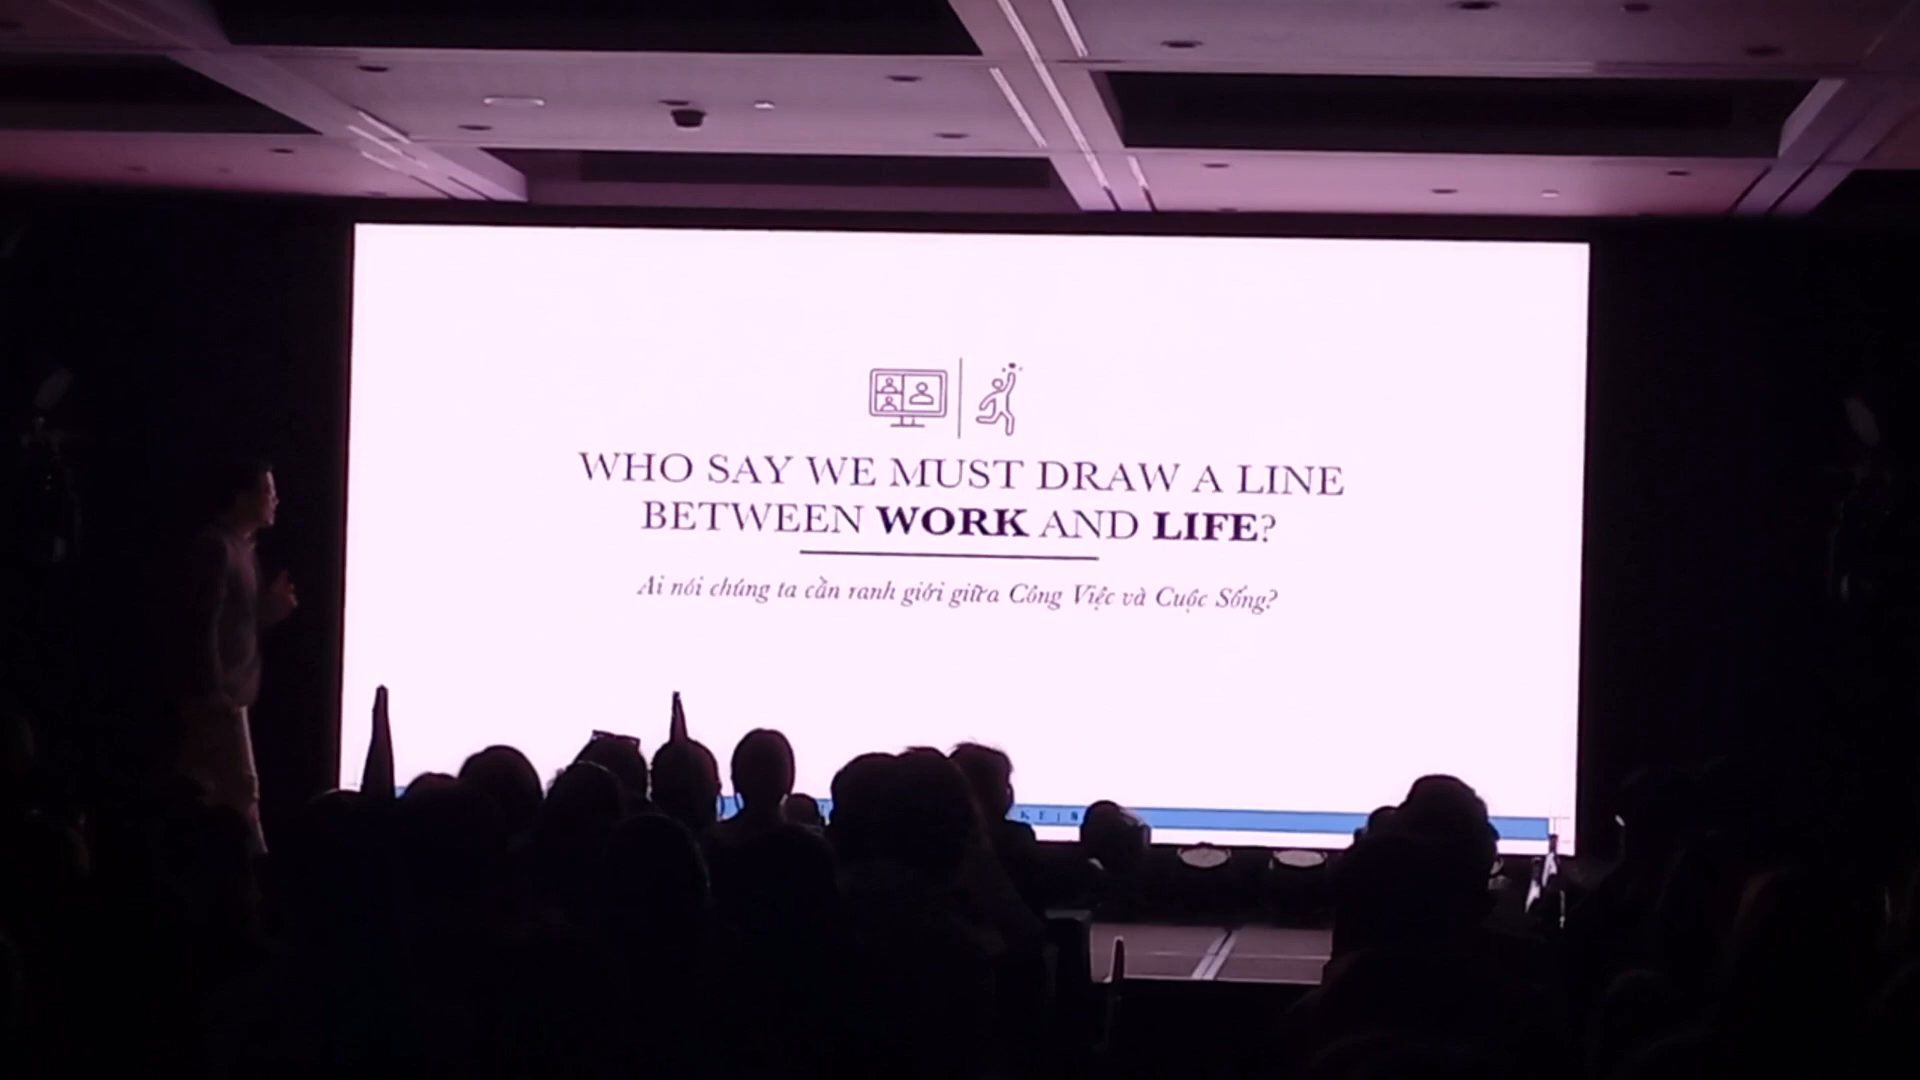 WHO SAY WE MUST DRAW A LINE
BETWEEN WORK AND LIFE?
Ai nói chúng ta cần ranh giới giữa Công Việc và Cuộc Sống?